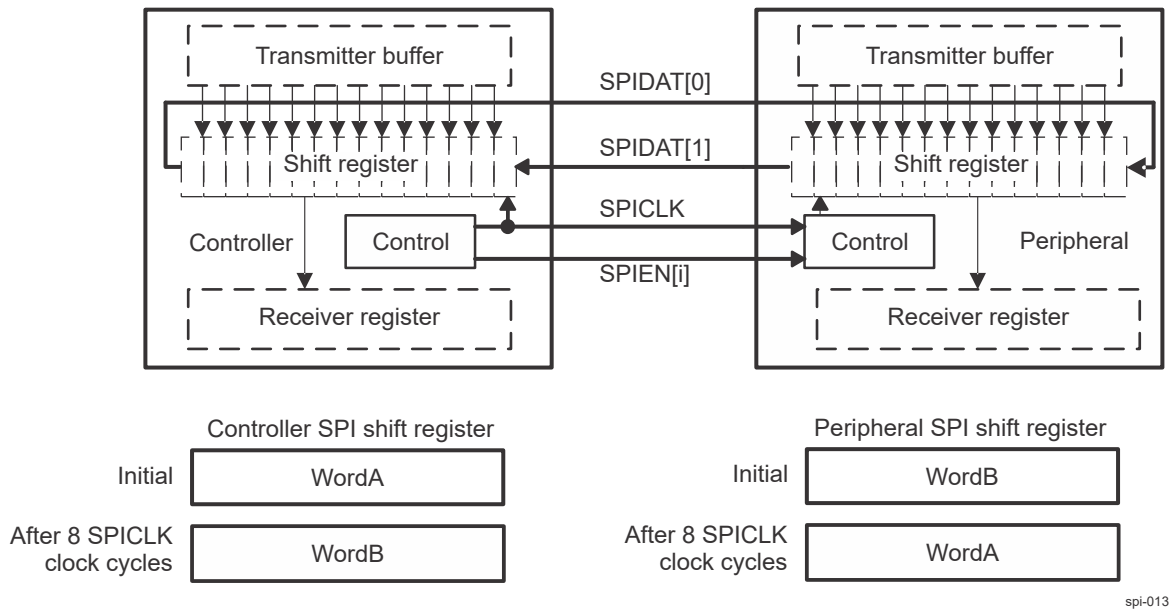 Transmitter buffer
Transmitter buffer
SPIDAT[0]
SPIDAT[1]
Shift register
Shift register
SPICLK
Controller
Control
Control
Peripheral
SPIEN[i]
Receiver register
Receiver register
Controller SPI shift register
Peripheral SPI shift register
Initial
WordA
WordB
After 8 SPICLK
clock cycles
WordB
After 8 SPICLK
clock cycles
WordA
spi-013